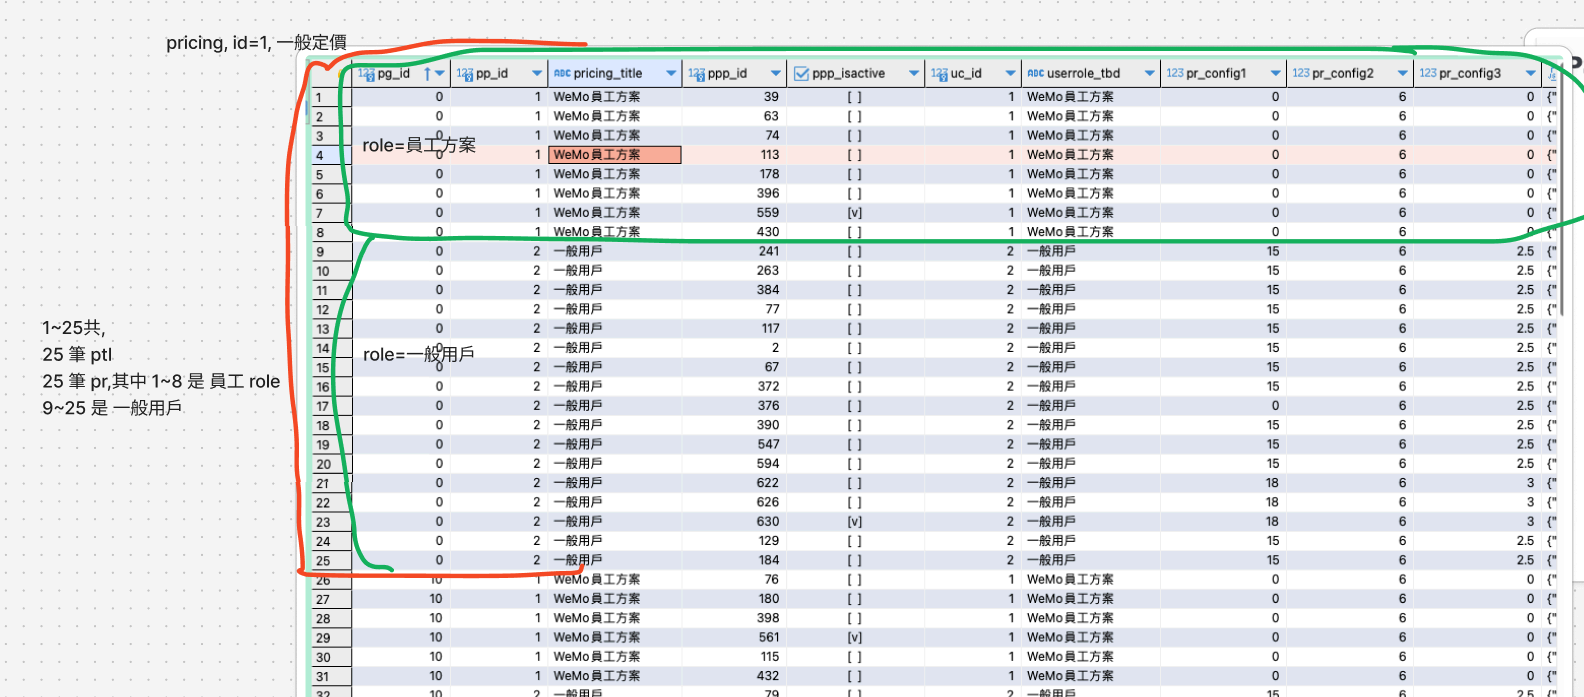 pricing, id=1, 一般定價
pg_id pp_id pricing_title ppp_id ppp_isactive uc_id userrole_tbd pr_config1 pr_config2 pr_config3
1 0 1 WeMo員工方案 39 [ ] 1 WeMo員工方案 0 6 0 {"
2 0 1 WeMo員工方案 63 [ ] 1 WeMo員工方案 0 6 0 {"
3 0 1 WeMo員工方案 74 [ ] 1 WeMo員工方案 0 6 0 {"
role=員工方案
4 0 1 WeMo員工方案 113 [ ] 1 WeMo員工方案 0 6 0 {"
5 0 1 WeMo員工方案 178 [ ] 1 WeMo員工方案 0 6 0 {"
6 0 1 WeMo員工方案 396 [ ] 1 WeMo員工方案 0 6 0 {"
7 0 1 WeMo員工方案 559 [v] 1 WeMo員工方案 0 6 0 {"
8 0 1 WeMo員工方案 430 [ ] 1 WeMo員工方案 0 6 0 {"
9 0 2 一般用戶 241 [ ] 2 一般用戶 15 6 2.5 {"
10 0 2 一般用戶 263 [ ] 2 一般用戶 15 6 2.5 {"
11 0 2 一般用戶 384 [ ] 2 一般用戶 15 6 2.5 {"
12 0 2 一般用戶 77 [ ] 2 一般用戶 15 6 2.5 {"
13 0 2 一般用戶 117 [ ] 2 一般用戶 15 6 2.5 {"
14 0 2 一般用戶 2 [ ] 2 一般用戶 15 6 2.5 {"
role=一般用戶
15 0 2 一般用戶 67 [ ] 2 一般用戶 15 6 2.5 {"
16 0 2 一般用戶 372 [ ] 2 一般用戶 15 6 2.5 {"
17 0 2 一般用戶 376 [ ] 2 一般用戶 0 6 2.5 {"
18 0 2 一般用戶 390 [ ] 2 一般用戶 15 6 2.5 {"
19 0 2 一般用戶 547 [ ] 2 一般用戶 15 6 2.5 {"
20 0 2 一般用戶 594 [ ] 2 一般用戶 15 6 2.5 {"
21 0 2 一般用戶 622 [ ] 2 一般用戶 18 6 3 {"
22 0 2 一般用戶 626 [ ] 2 一般用戶 18 6 3 {"
23 0 2 一般用戶 630 [v] 2 一般用戶 18 6 3 {"
24 0 2 一般用戶 129 [ ] 2 一般用戶 15 6 2.5 {"
25 0 2 一般用戶 184 [ ] 2 一般用戶 15 6 2.5 {"
26 10 1 WeMo員工方案 76 [ ] 1 WeMo員工方案 0 6 0 {"
27 10 1 WeMo員工方案 180 [ ] 1 WeMo員工方案 0 6 0 {"
28 10 1 WeMo員工方案 398 [ ] 1 WeMo員工方案 0 6 0 {"
29 10 1 WeMo員工方案 561 [v] 1 WeMo員工方案 0 6 0 {"
30 10 1 WeMo員工方案 115 [ ] 1 WeMo員工方案 0 6 0 {"
31 10 1 WeMo員工方案 432 [ ] 1 WeMo員工方案 0 6 0 {"
32 10 2 一般用戶 79 [ ] 2 一般用戶 15 6 2.5 {"
1~25共,
25 筆 ptl
25 筆 pr,其中 1~8 是 員工 role
9~25 是 一般用戶